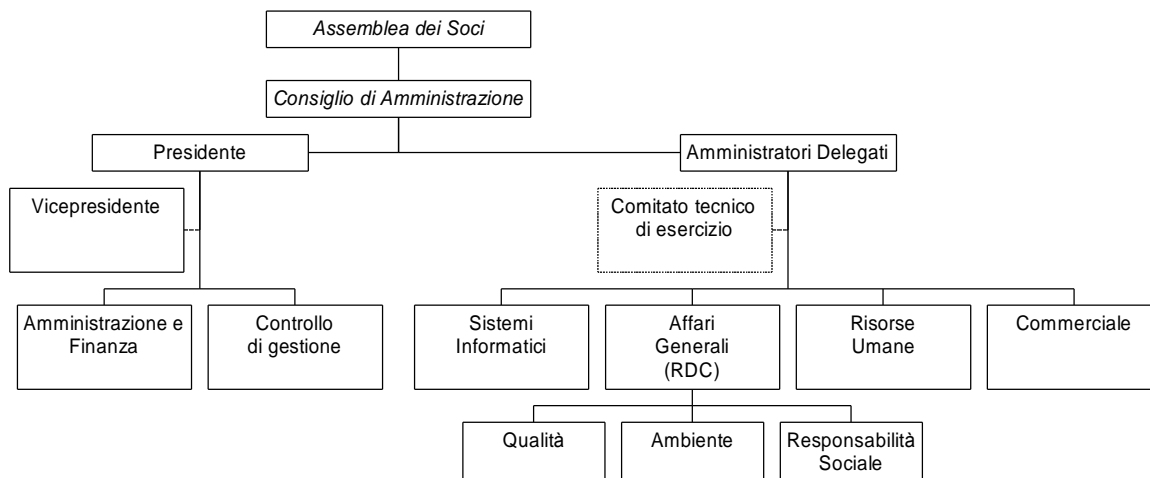 Assemblea dei Soci
Consiglio di Amministrazione
Presidente
Amministratori Delegati
Vicepresidente
Comitato tecnico
di esercizio
Amministrazione e
Finanza
Controllo
di gestione
Sistemi
Informatici
Affari
Generali
(RDC)
Risorse
Umane
Commerciale
Qualità
Ambiente
Responsabilità
Sociale